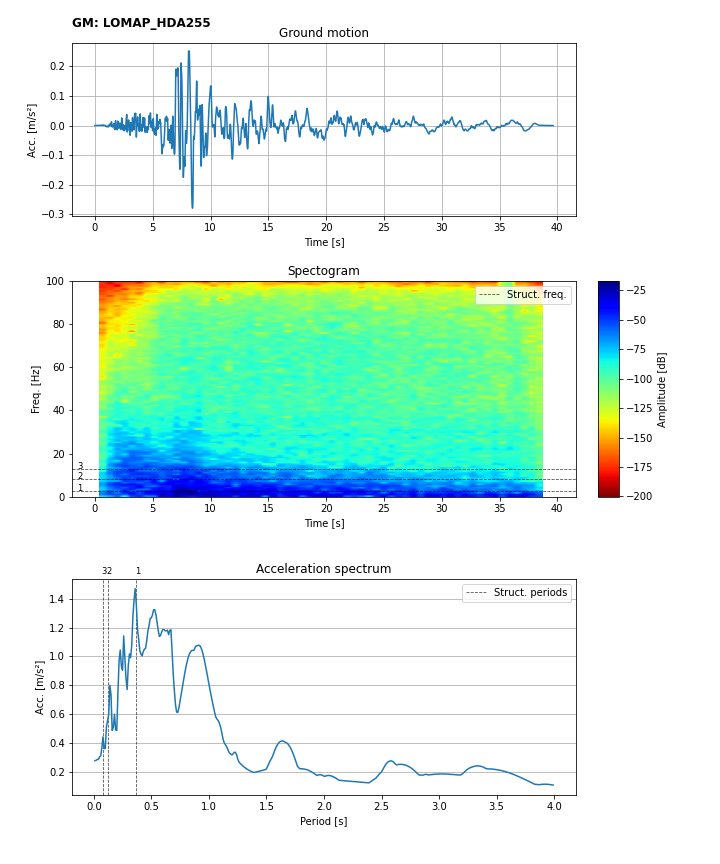 GM: LOMAP_HDA255
Ground motion
Acc. [m/s²]
0.2
0.1
0.0
−0.1
−0.2
−0.3
0 5 10 15 20 25 30 35 40
Time [s]
Spectogram
Freq. [Hz]
100
80
60
40
20
0
Struct. freq.
3
2
1
0 5 10 15 20 25 30 35 40
Time [s]
−25
−50
−75
−100
−125
−150
−175
−200
Amplitude [dB]
Acceleration spectrum
32 1
Acc. [m/s²]
1.4
1.2
1.0
0.8
0.6
0.4
0.2
Struct. periods
0.0 0.5 1.0 1.5 2.0 2.5 3.0 3.5 4.0
Period [s]